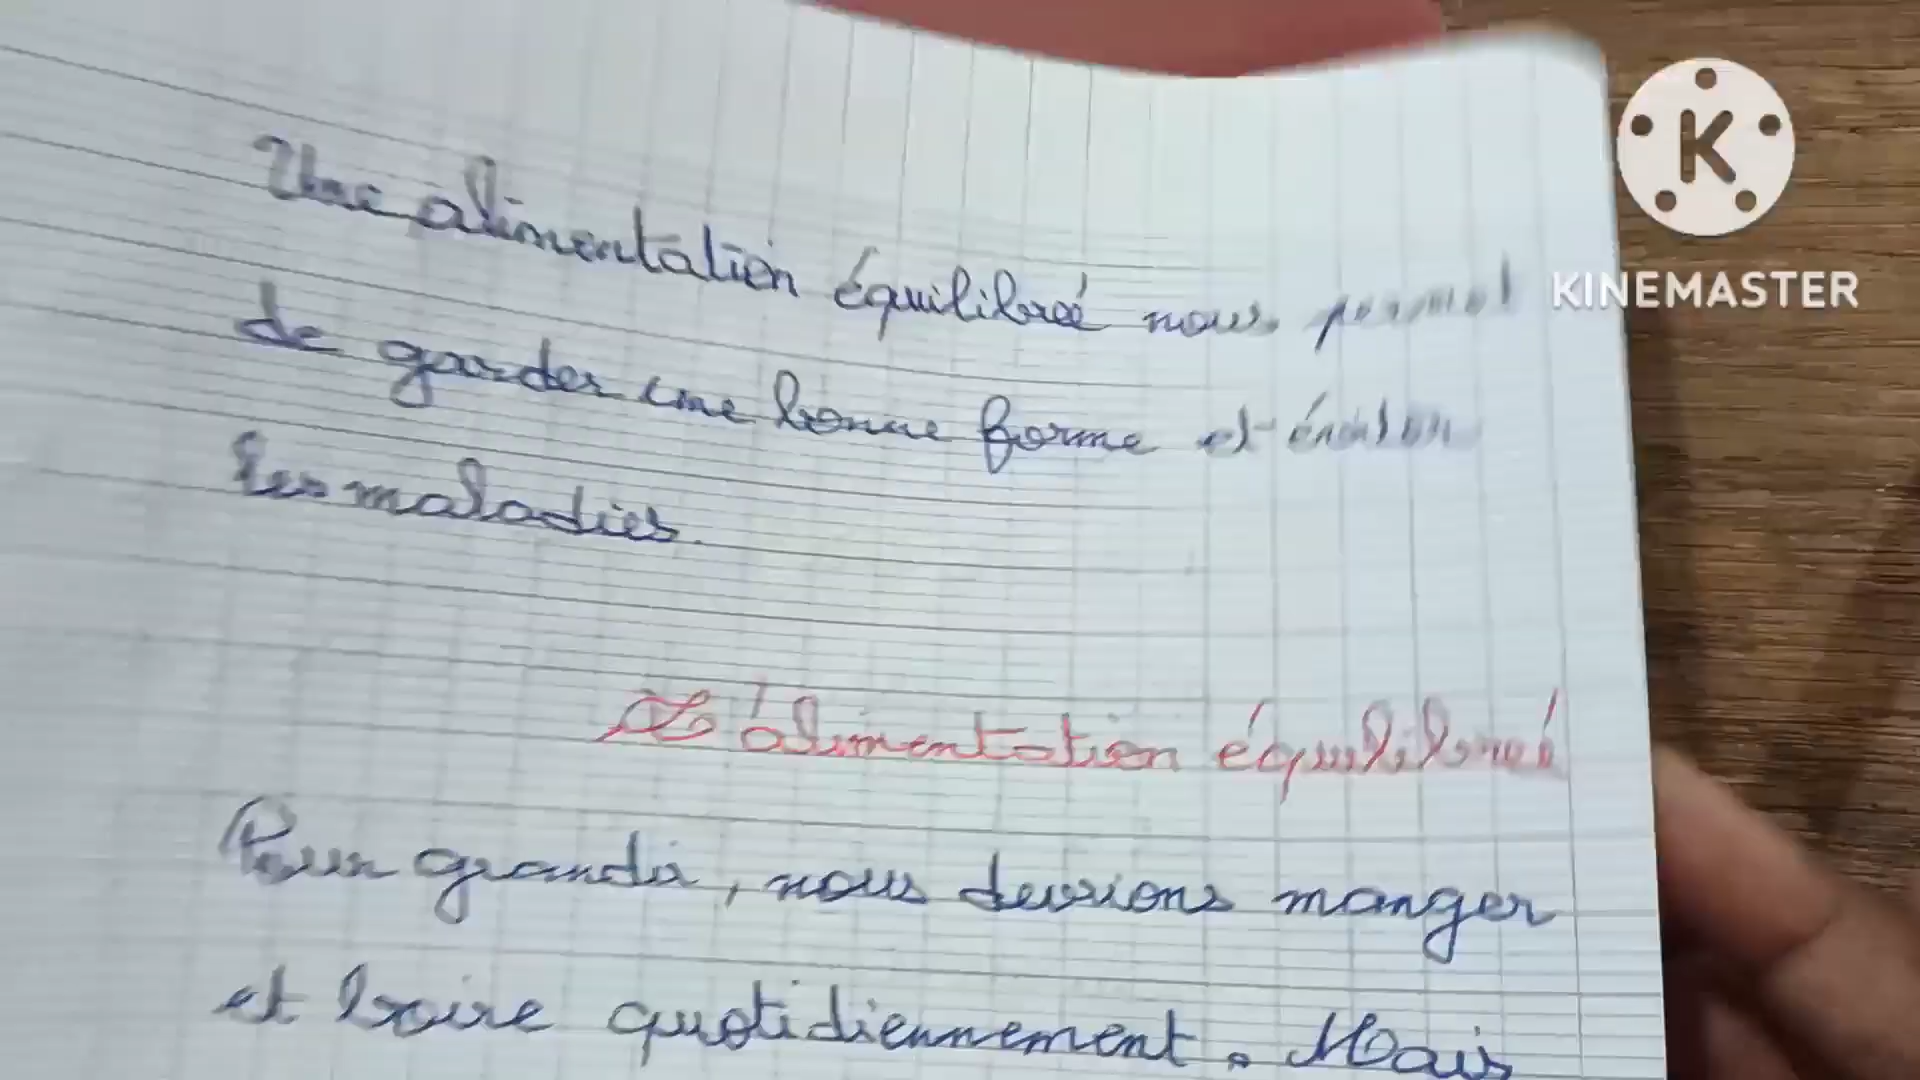 Une alimentation équilibrée nous permet
de garder une bonne forme et éviter
les maladies.
L'alimentation équilibrée
Pour grandir, nous devrions manger
et boire quotidiennement. Mais
KINEMASTER